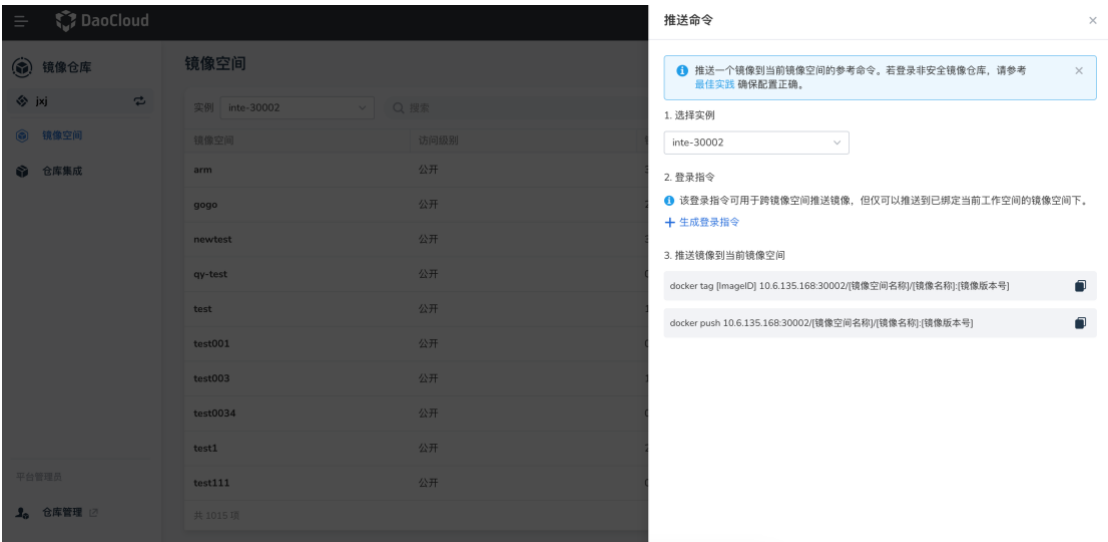 DaoCloud
镜像仓库
jxj
镜像空间
仓库集成
平台管理员
仓库管理
镜像空间
实例 inte-30002 搜索
镜像空间 访问级别
arm 公开
gogo 公开
newtest 公开
qy-test 公开
test 公开
test001 公开
test003 公开
test0034 公开
test1 公开
test111 公开
共 1015 项
推送命令
推送一个镜像到当前镜像空间的参考命令。若登录非安全镜像仓库，请参考
最佳实践 确保配置正确。
1. 选择实例
inte-30002
2. 登录指令
该登录指令可用于跨镜像空间推送镜像，但仅可以推送到已绑定当前工作空间的镜像空间下。
生成登录指令
3. 推送镜像到当前镜像空间
docker tag [ImageID] 10.6.135.168:30002/[镜像空间名称]/[镜像名称]:[镜像版本号]
docker push 10.6.135.168:30002/[镜像空间名称]/[镜像名称]:[镜像版本号]